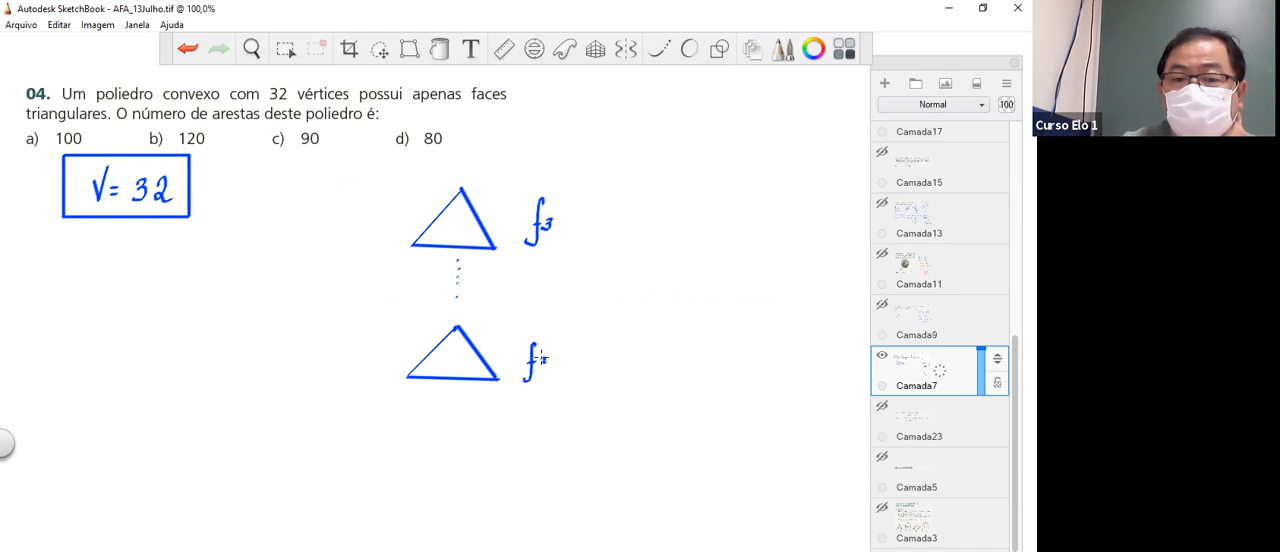 Autodesk SketchBook - AFA_13Julho.tif @ 100,0%
Arquivo Editar Imagem Janela Ajuda
04. Um poliedro convexo com 32 vértices possui apenas faces
triangulares. O número de arestas deste poliedro é:
a) 100 b) 120 c) 90 d) 80
V = 32
f3
f
Normal
100
Camada17
Camada15
Camada13
Camada11
Camada9
Camada7
Camada23
Camada5
Camada3
Curso Elo 1